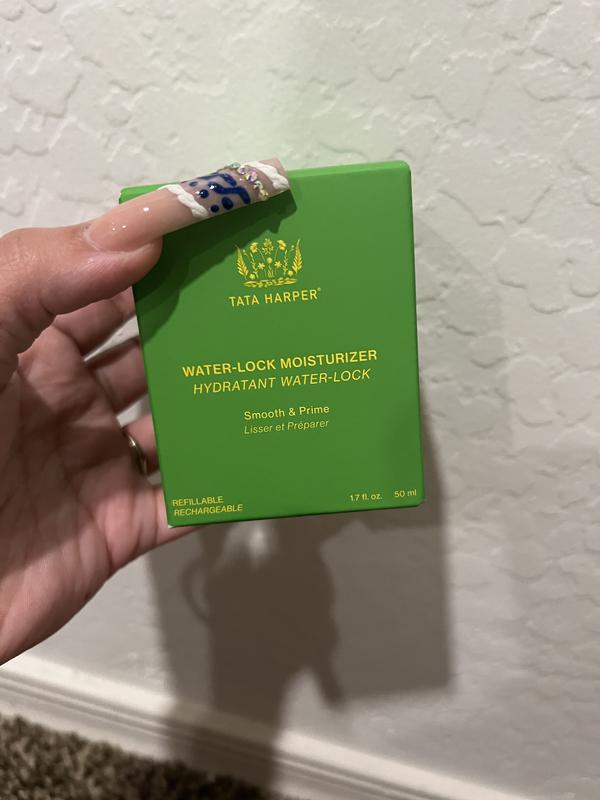 TATA HARPER®
WATER-LOCK MOISTURIZER
HYDRATANT WATER-LOCK
Smooth & Prime
Lisser et Préparer
REFILLABLE
RECHARGEABLE
1.7 fl. oz. 50 ml